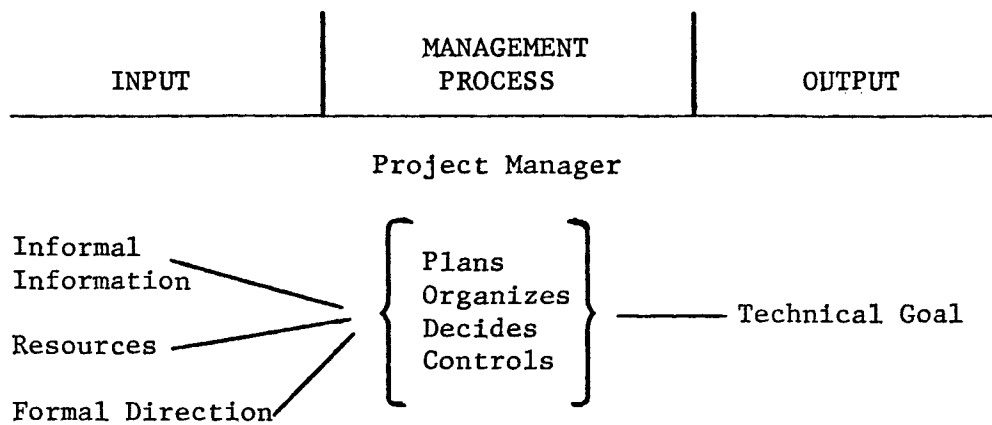 INPUT
MANAGEMENT
PROCESS
OUTPUT
Project Manager
Informal
Information
Resources
Formal Direction
Plans
Organizes
Decides
Controls
Technical Goal